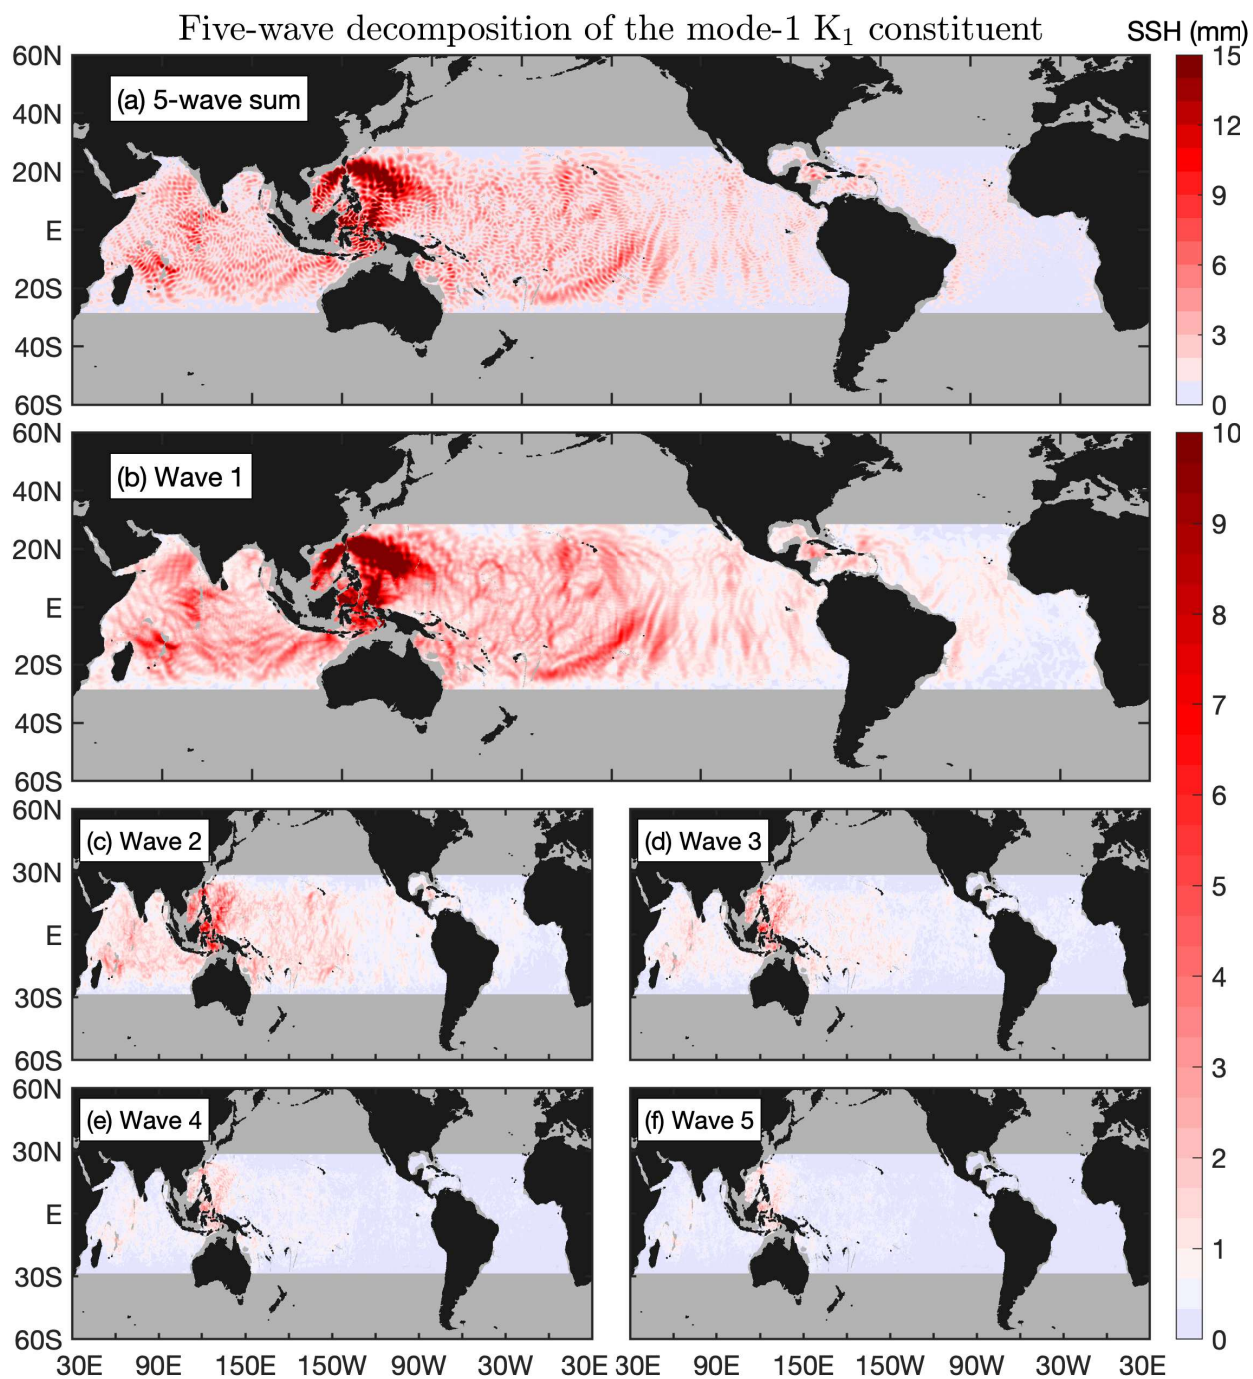 Five-wave decomposition of the mode-1 K₁ constituent
SSH (mm)
(a) 5-wave sum
60N
40N
20N
E
20S
40S
60S
15
12
9
6
3
0
(b) Wave 1
60N
40N
20N
E
20S
40S
60S
10
9
8
7
6
5
4
3
2
1
0
(c) Wave 2
(d) Wave 3
60N
30N
E
30S
60S
(e) Wave 4
(f) Wave 5
60N
30N
E
30S
60S
30E 90E 150E 150W 90W 30W 30E 30E 90E 150E 150W 90W 30W 30E